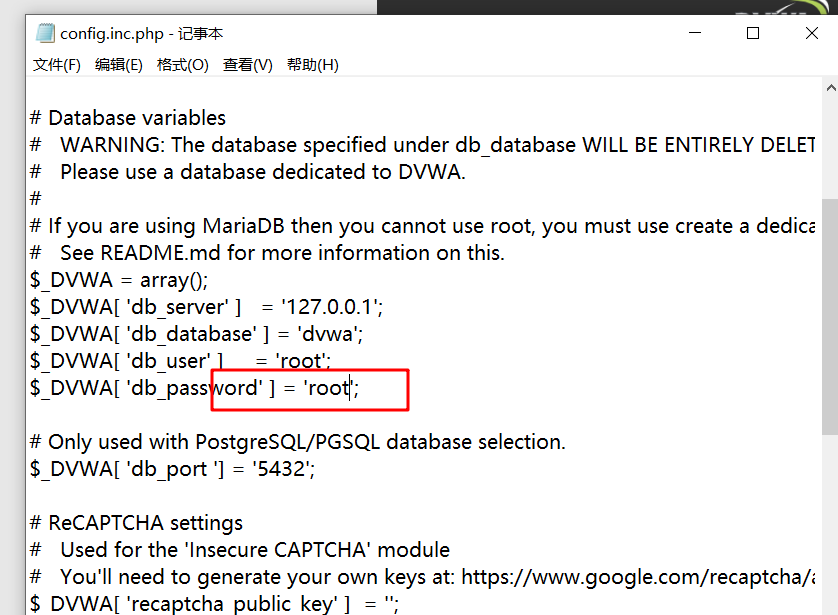 config.inc.php - 记事本
文件(F) 编辑(E) 格式(O) 查看(V) 帮助(H)
# Database variables
#   WARNING: The database specified under db_database WILL BE ENTIRELY DELET
#   Please use a database dedicated to DVWA.
#
# If you are using MariaDB then you cannot use root, you must use create a dedica
#   See README.md for more information on this.
$_DVWA = array();
$_DVWA[ 'db_server' ]   = '127.0.0.1';
$_DVWA[ 'db_database' ] = 'dvwa';
$_DVWA[ 'db_user' ]     = 'root';
$_DVWA[ 'db_password' ] = 'root';
# Only used with PostgreSQL/PGSQL database selection.
$_DVWA[ 'db_port '] = '5432';
# ReCAPTCHA settings
#   Used for the 'Insecure CAPTCHA' module
#   You'll need to generate your own keys at: https://www.google.com/recaptcha/a
$_DVWA[ 'recaptcha_public_key' ]  = '';